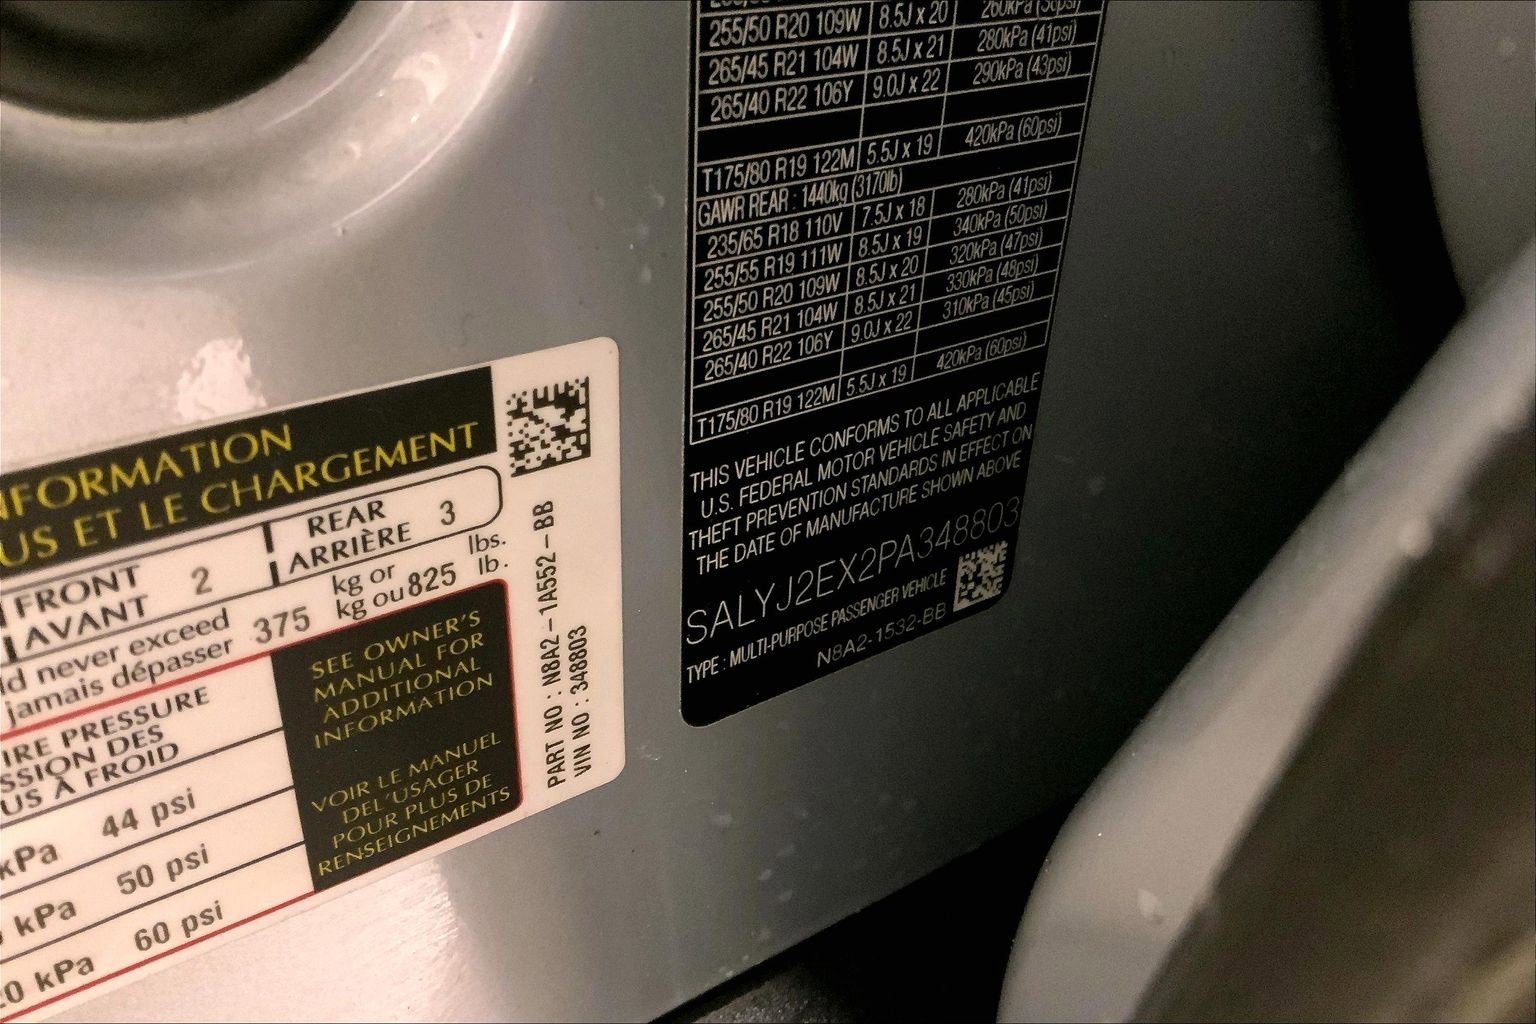 255/50 R20 109W 8.5J x 20 260kPa
265/45 R21 104W 8.5J x 21 280kPa (41psi)
265/40 R22 106Y 9.0J x 22 290kPa (43psi)
T175/80 R19 122M 5.5J x 19 420kPa (60psi)
GAWR REAR : 1440kg (3170lb)
235/65 R18 110V 7.5J x 18 280kPa (41psi)
255/55 R19 111W 8.5J x 19 340kPa (50psi)
255/50 R20 109W 8.5J x 20 320kPa (47psi)
265/45 R21 104W 8.5J x 21 330kPa (48psi)
265/40 R22 106Y 9.0J x 22 310kPa (45psi)
T175/80 R19 122M 5.5J x 19 420kPa (60psi)
THIS VEHICLE CONFORMS TO ALL APPLICABLE
U.S. FEDERAL MOTOR VEHICLE SAFETY AND
THEFT PREVENTION STANDARDS IN EFFECT ON
THE DATE OF MANUFACTURE SHOWN ABOVE
SALYJ2EX2PA348803
TYPE : MULTI-PURPOSE PASSENGER VEHICLE
N8A2-1532-BB
NFORMATION
US ET LE CHARGEMENT
FRONT 2 REAR 3
AVANT ARRIÈRE
d never exceed 375 kg or 825 lbs.
jamais dépasser kg ou lb.
IRE PRESSURE
SSION DES
US À FROID
kPa 44 psi
kPa 50 psi
0 kPa 60 psi
SEE OWNER'S
MANUAL FOR
ADDITIONAL
INFORMATION
VOIR LE MANUEL
DEL'USAGER
POUR PLUS DE
RENSEIGNEMENTS
PART NO : N8A2-1A552-BB
VIN NO : 348803